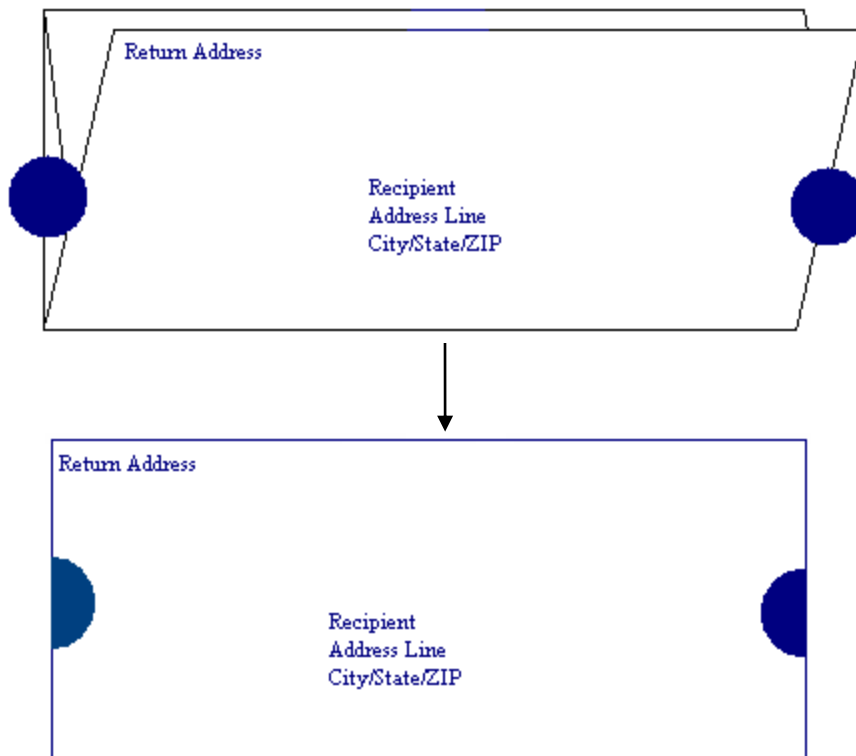 Return Address
Recipient
Address Line
City/State/ZIP
Return Address
Recipient
Address Line
City/State/ZIP